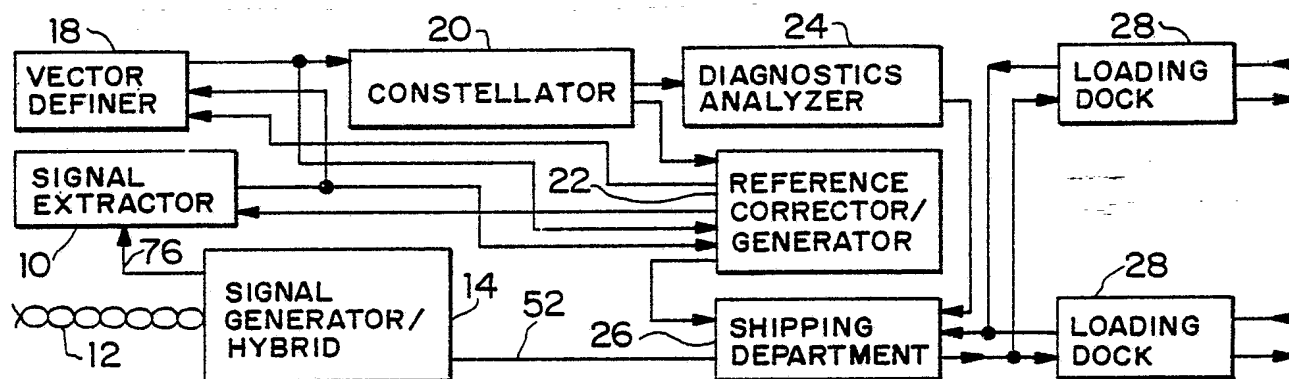 18
VECTOR
DEFINER
20
CONSTELLATOR
24
DIAGNOSTICS
ANALYZER
28
LOADING
DOCK
SIGNAL
EXTRACTOR
10
76
22
REFERENCE
CORRECTOR/
GENERATOR
12
SIGNAL
GENERATOR/
HYBRID
14
52
26
SHIPPING
DEPARTMENT
28
LOADING
DOCK